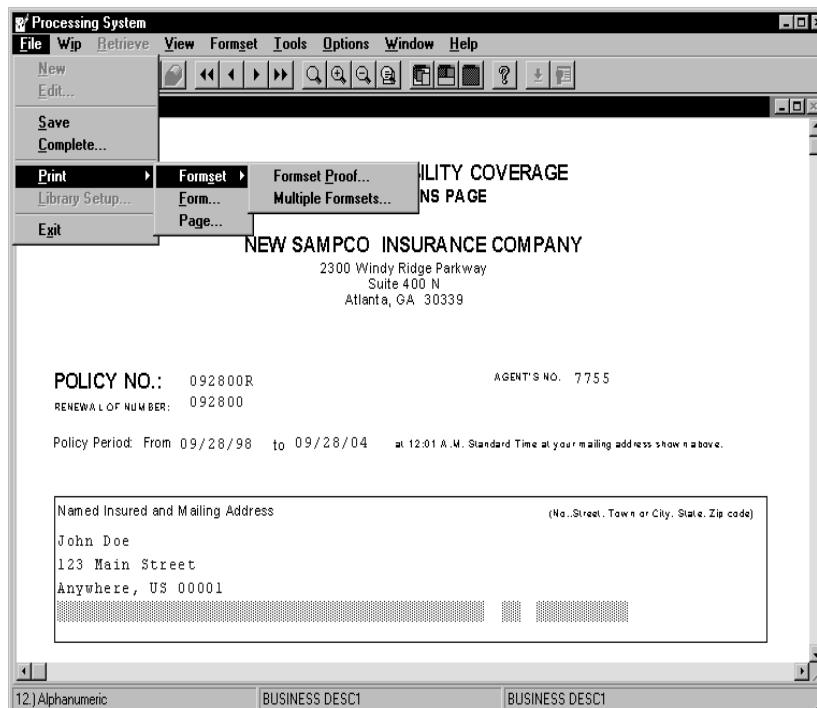 Processing System
File Wip Retrieve View Formset Tools Options Window Help
New
Edit...
Save
Complete...
Print
Library Setup...
Exit
Formset
Form...
Page...
Formset Proof...
Multiple Formsets...
ILITY COVERAGE
NS PAGE
NEW SAMPCO INSURANCE COMPANY
2300 Windy Ridge Parkway
Suite 400 N
Atlanta, GA 30339
POLICY NO.: 092800R AGENT'S NO. 7755
RENEWAL OF NUMBER: 092800
Policy Period: From 09/28/98 to 09/28/04 at 12:01 A.M. Standard Time at your mailing address shown above.
Named Insured and Mailing Address (No..Street. Town or City. State. Zip code)
John Doe
123 Main Street
Anywhere, US 00001
12.) Alphanumeric BUSINESS DESC1 BUSINESS DESC1